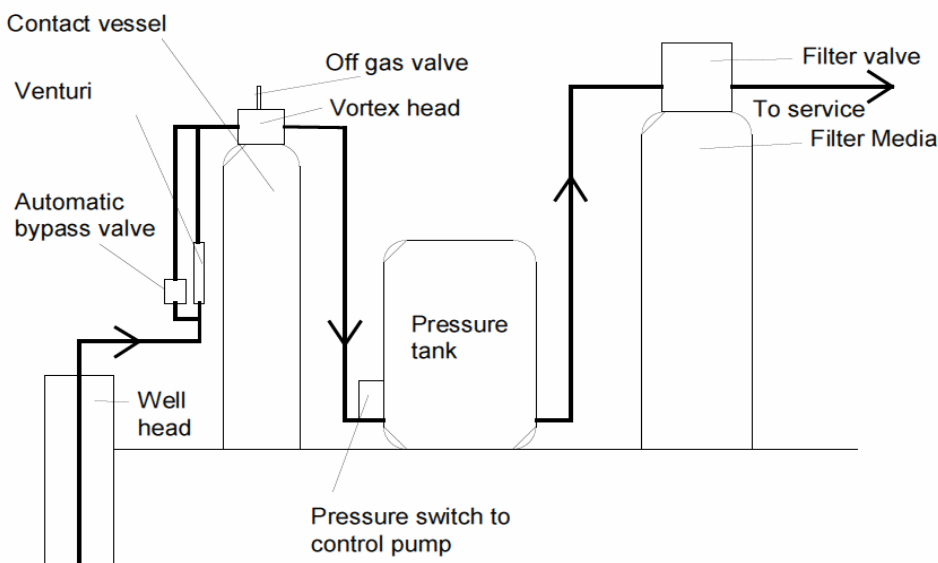 Contact vessel
Venturi
Off gas valve
Vortex head
Filter valve
To service
Filter Media
Automatic
bypass valve
Pressure
tank
Well
head
Pressure switch to
control pump